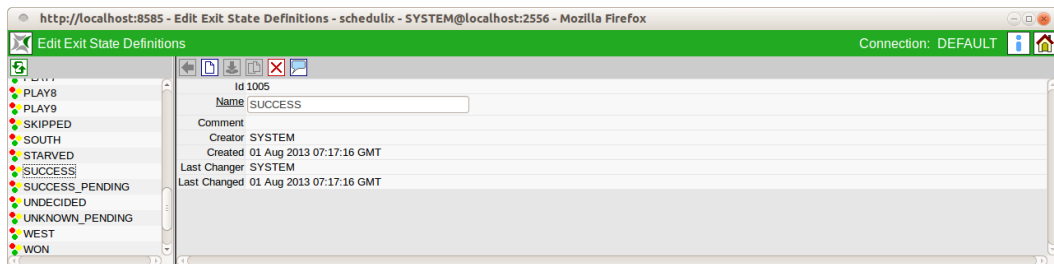 http://localhost:8585 - Edit Exit State Definitions - schedulix - SYSTEM@localhost:2556 - Mozilla Firefox
Edit Exit State Definitions
Connection: DEFAULT
PLAY8
PLAY9
SKIPPED
SOUTH
STARVED
SUCCESS
SUCCESS_PENDING
UNDECIDED
UNKNOWN_PENDING
WEST
WON
Id 1005
Name SUCCESS
Comment
Creator SYSTEM
Created 01 Aug 2013 07:17:16 GMT
Last Changer SYSTEM
Last Changed 01 Aug 2013 07:17:16 GMT